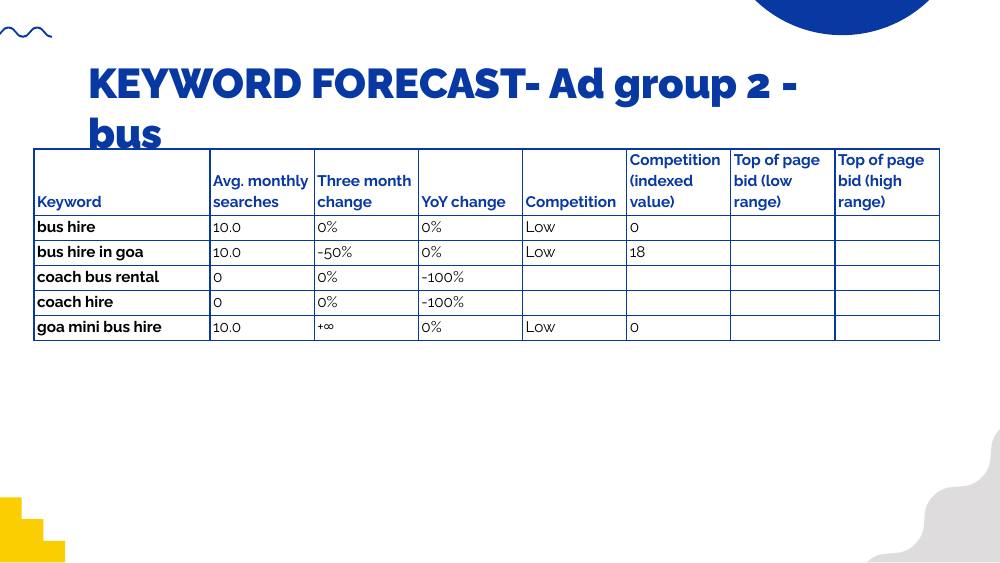 KEYWORD FORECAST- Ad group 2 -
bus
Keyword Avg. monthly searches Three month change YoY change Competition Competition (indexed value) Top of page bid (low range) Top of page bid (high range)
bus hire 10.0 0% 0% Low 0
bus hire in goa 10.0 -50% 0% Low 18
coach bus rental 0 0% -100%
coach hire 0 0% -100%
goa mini bus hire 10.0 +∞ 0% Low 0